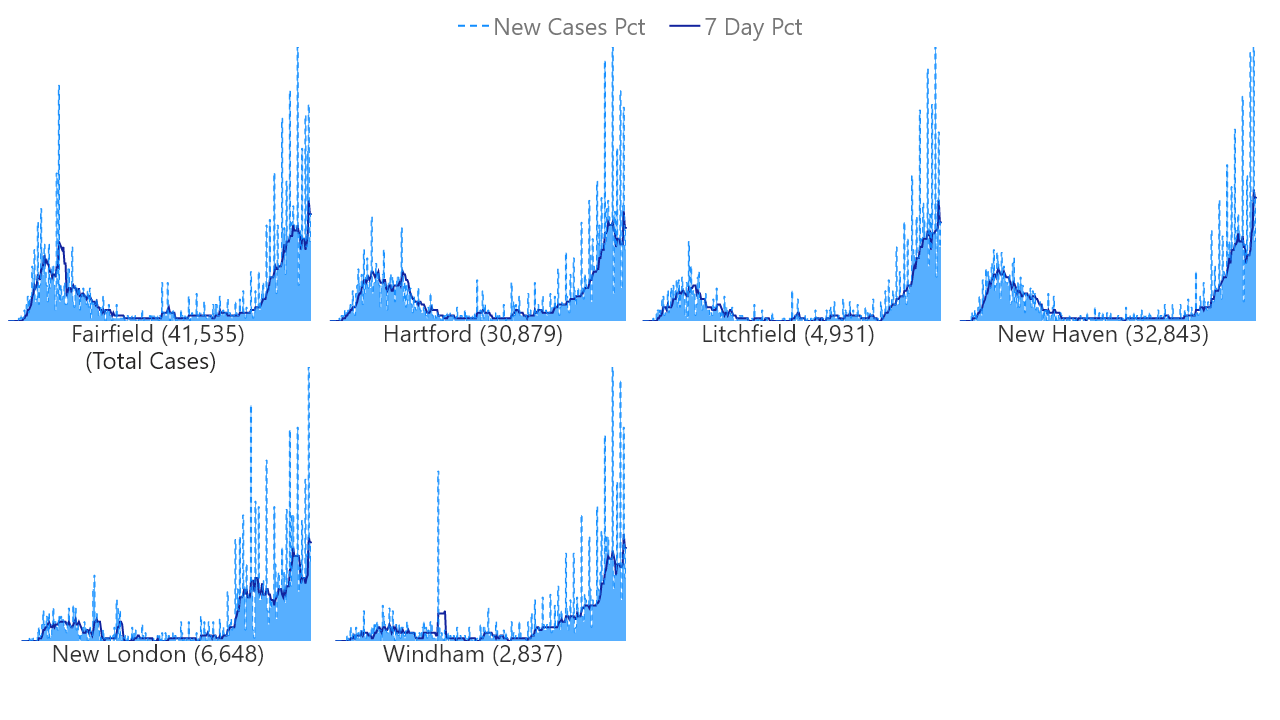 New Cases Pct 7 Day Pct
Fairfield (41,535)
(Total Cases)
Hartford (30,879)
Litchfield (4,931)
New Haven (32,843)
New London (6,648)
Windham (2,837)